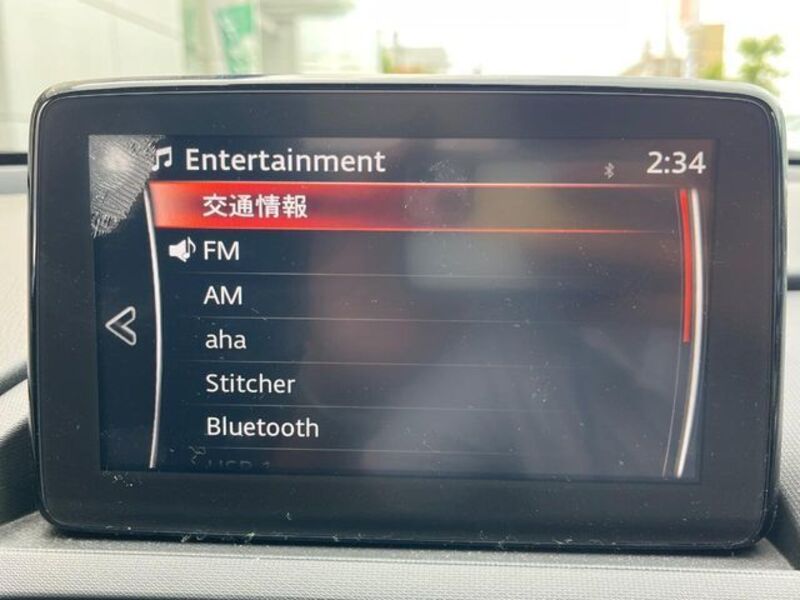 Entertainment 2:34
交通情報
FM
AM
aha
Stitcher
Bluetooth